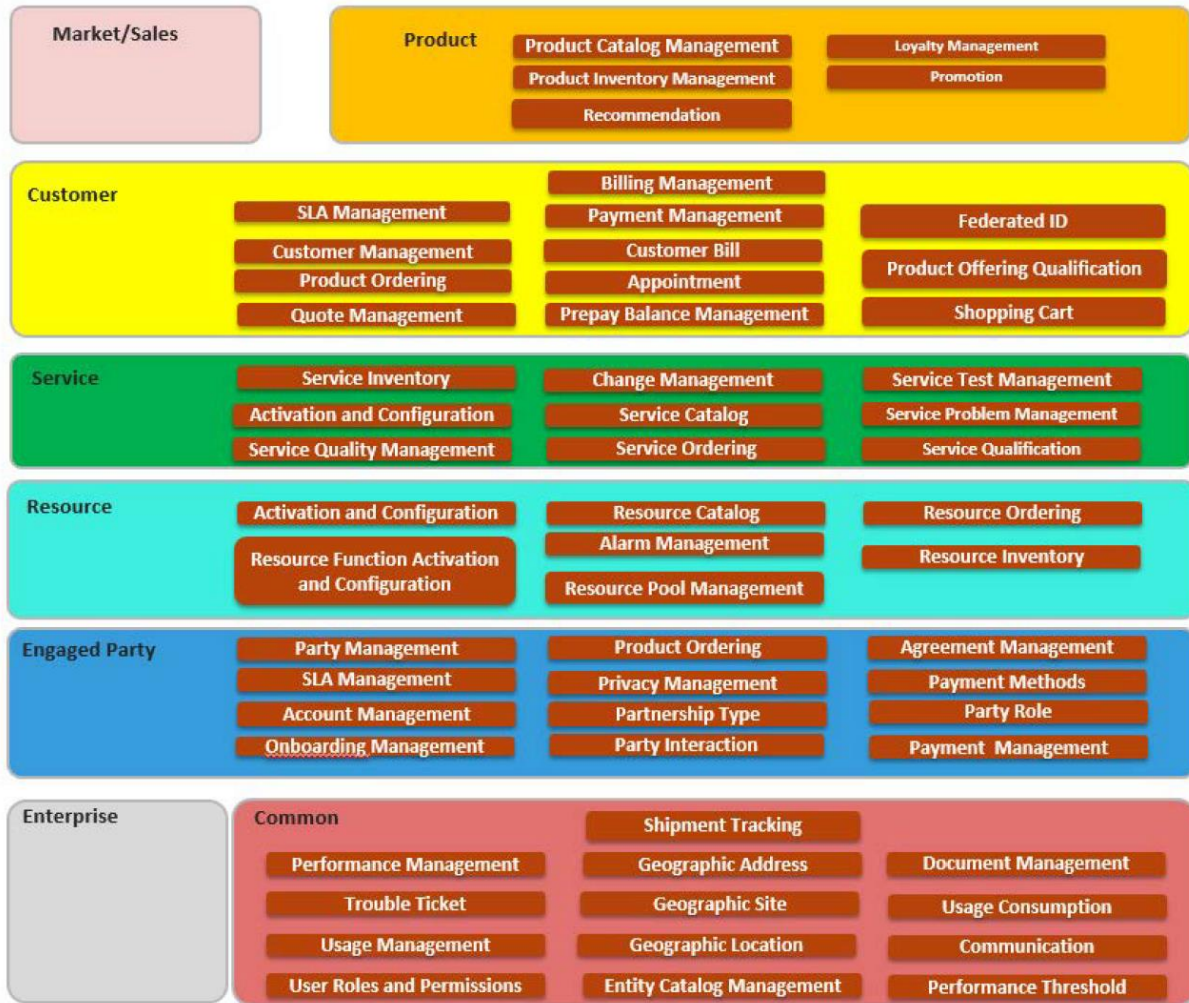 Market/Sales
Product
Product Catalog Management
Loyalty Management
Product Inventory Management
Promotion
Recommendation
Customer
Billing Management
SLA Management
Payment Management
Federated ID
Customer Management
Customer Bill
Product Offering Qualification
Product Ordering
Appointment
Quote Management
Prepay Balance Management
Shopping Cart
Service
Service Inventory
Change Management
Service Test Management
Activation and Configuration
Service Catalog
Service Problem Management
Service Quality Management
Service Ordering
Service Qualification
Resource
Activation and Configuration
Resource Catalog
Resource Ordering
Resource Function Activation
and Configuration
Alarm Management
Resource Inventory
Resource Pool Management
Engaged Party
Party Management
Product Ordering
Agreement Management
SLA Management
Privacy Management
Payment Methods
Account Management
Partnership Type
Party Role
Onboarding Management
Party Interaction
Payment Management
Enterprise
Common
Shipment Tracking
Performance Management
Geographic Address
Document Management
Trouble Ticket
Geographic Site
Usage Consumption
Usage Management
Geographic Location
Communication
User Roles and Permissions
Entity Catalog Management
Performance Threshold